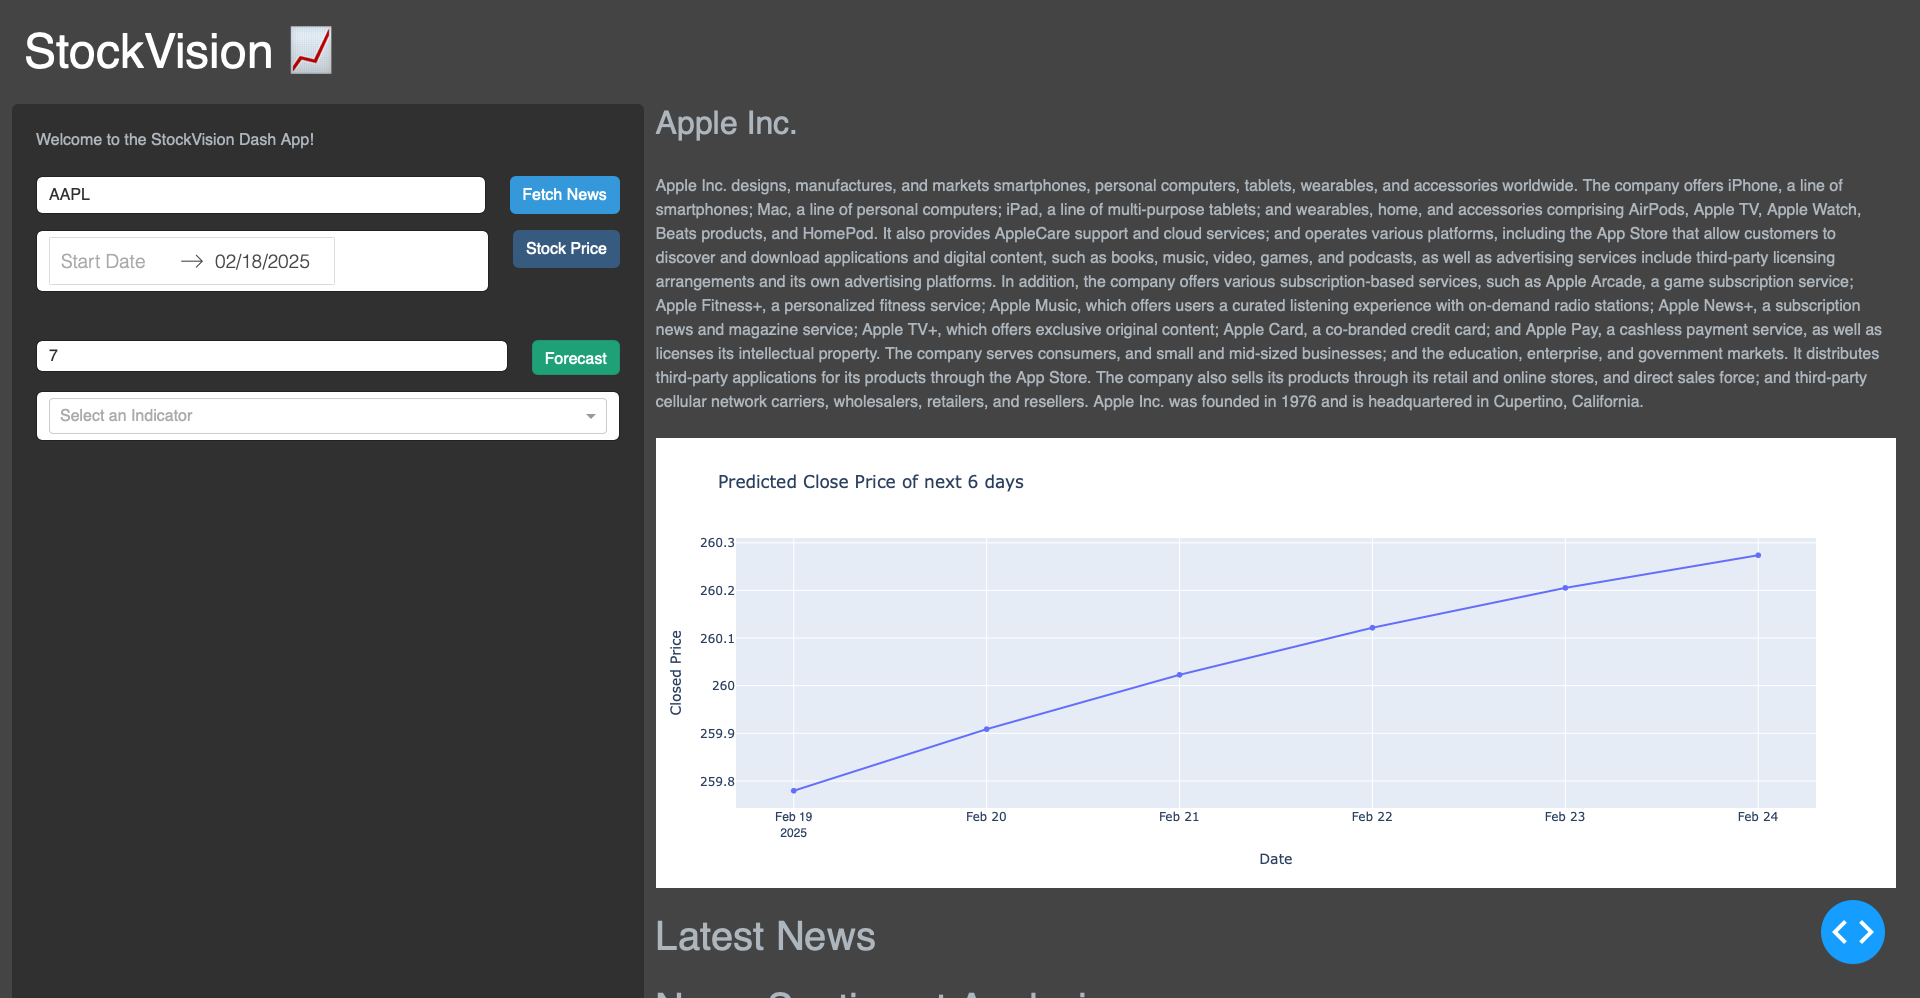 StockVision
Welcome to the StockVision Dash App!
AAPL
Fetch News
Start Date
02/18/2025
Stock Price
7
Forecast
Select an Indicator
Apple Inc.
Apple Inc. designs, manufactures, and markets smartphones, personal computers, tablets, wearables, and accessories worldwide. The company offers iPhone, a line of
smartphones; Mac, a line of personal computers; iPad, a line of multi-purpose tablets; and wearables, home, and accessories comprising AirPods, Apple TV, Apple Watch,
Beats products, and HomePod. It also provides AppleCare support and cloud services; and operates various platforms, including the App Store that allow customers to
discover and download applications and digital content, such as books, music, video, games, and podcasts, as well as advertising services include third-party licensing
arrangements and its own advertising platforms. In addition, the company offers various subscription-based services, such as Apple Arcade, a game subscription service;
Apple Fitness+, a personalized fitness service; Apple Music, which offers users a curated listening experience with on-demand radio stations; Apple News+, a subscription
news and magazine service; Apple TV+, which offers exclusive original content; Apple Card, a co-branded credit card; and Apple Pay, a cashless payment service, as well as
licenses its intellectual property. The company serves consumers, and small and mid-sized businesses; and the education, enterprise, and government markets. It distributes
third-party applications for its products through the App Store. The company also sells its products through its retail and online stores, and direct sales force; and third-party
cellular network carriers, wholesalers, retailers, and resellers. Apple Inc. was founded in 1976 and is headquartered in Cupertino, California.
Predicted Close Price of next 6 days
260.3
260.2
260.1
260
259.9
259.8
Closed Price
Feb 19 Feb 20 Feb 21 Feb 22 Feb 23 Feb 24
2025
Date
Latest News